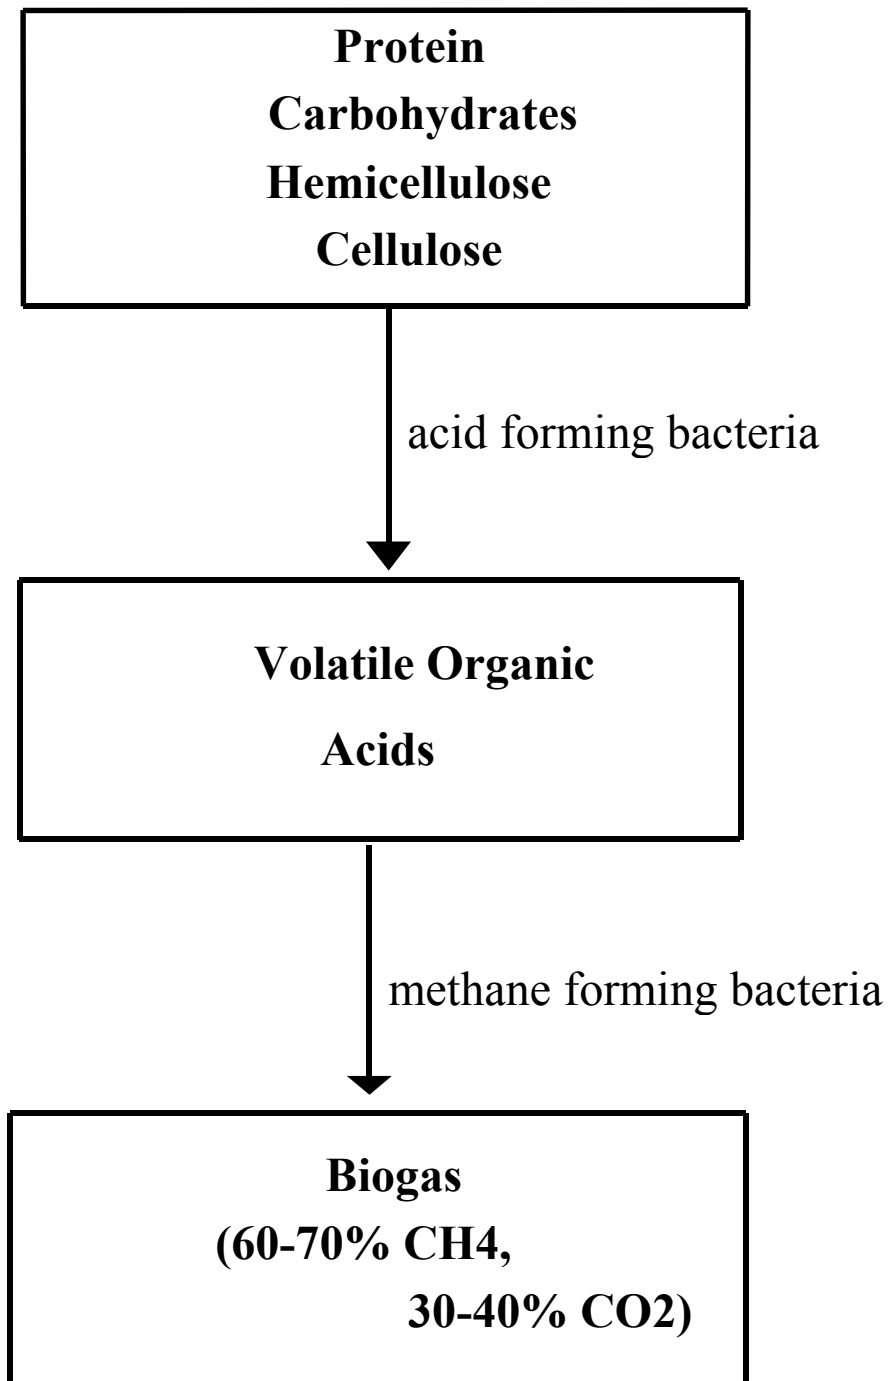 Protein
Carbohydrates
Hemicellulose
Cellulose
acid forming bacteria
Volatile Organic
Acids
methane forming bacteria
Biogas
(60-70% CH4,
30-40% CO2)